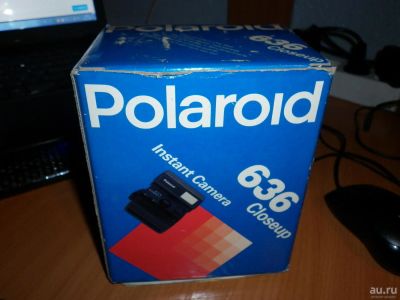 636
Closeup
Polaroid
Instant Camera
636
Closeup
au.ru